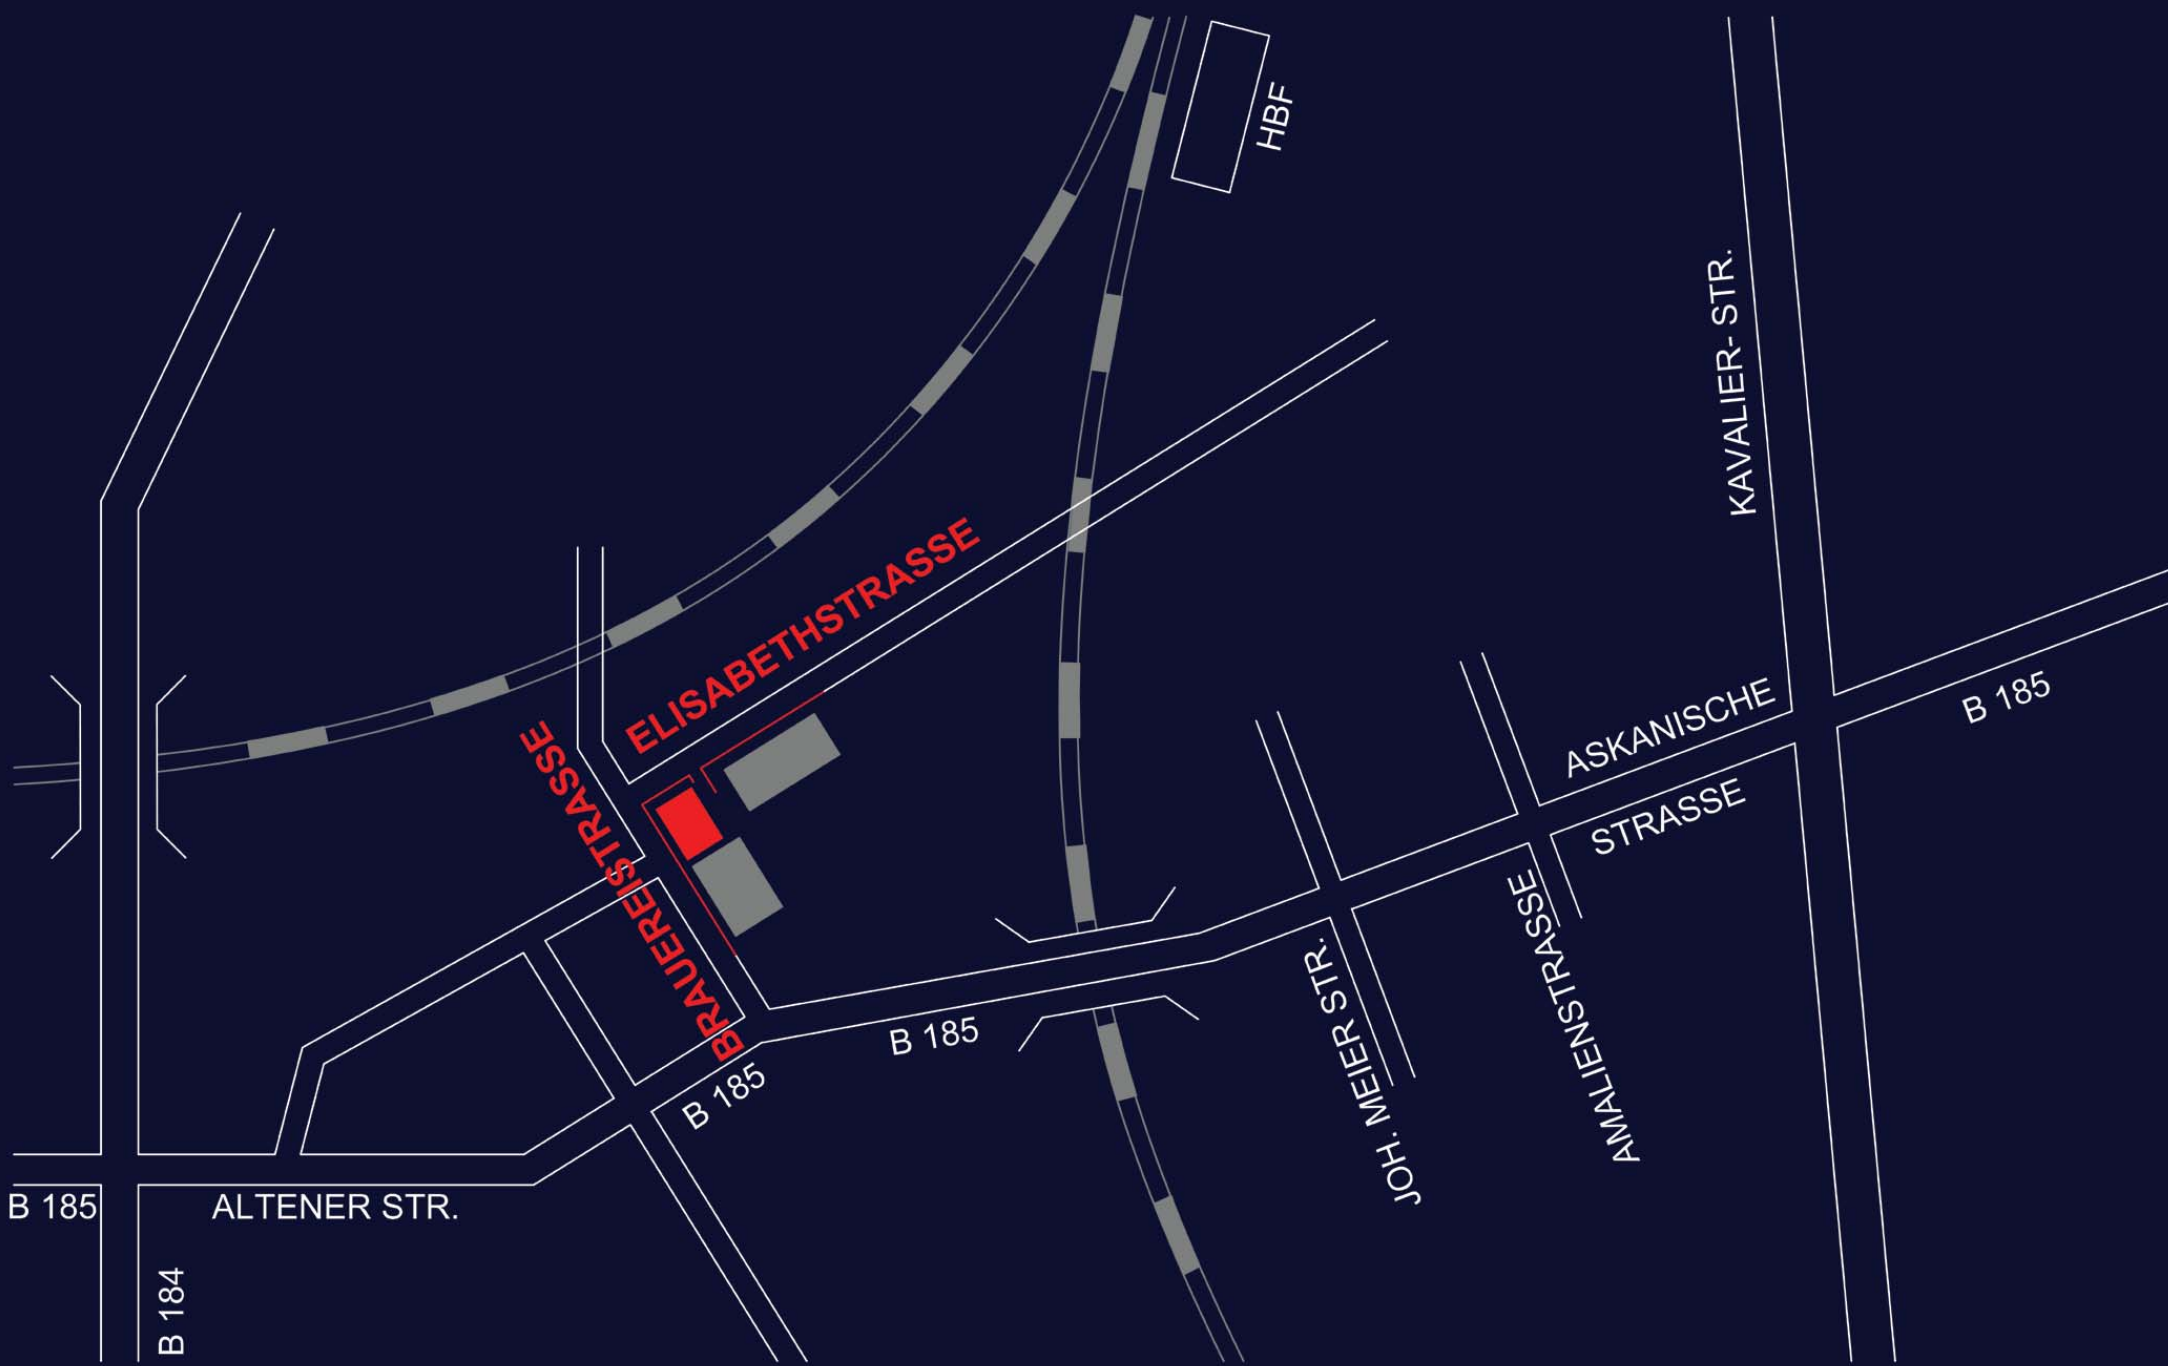 HBF
KAVALIER- STR.
ELISABETHSTRASSE
BRAUEREISTRASSE
ASKANISCHE
STRASSE
B 185
B 185
B 185
JOH. MEIER STR.
AMALIENSTRASSE
B 185
ALTENER STR.
B 184